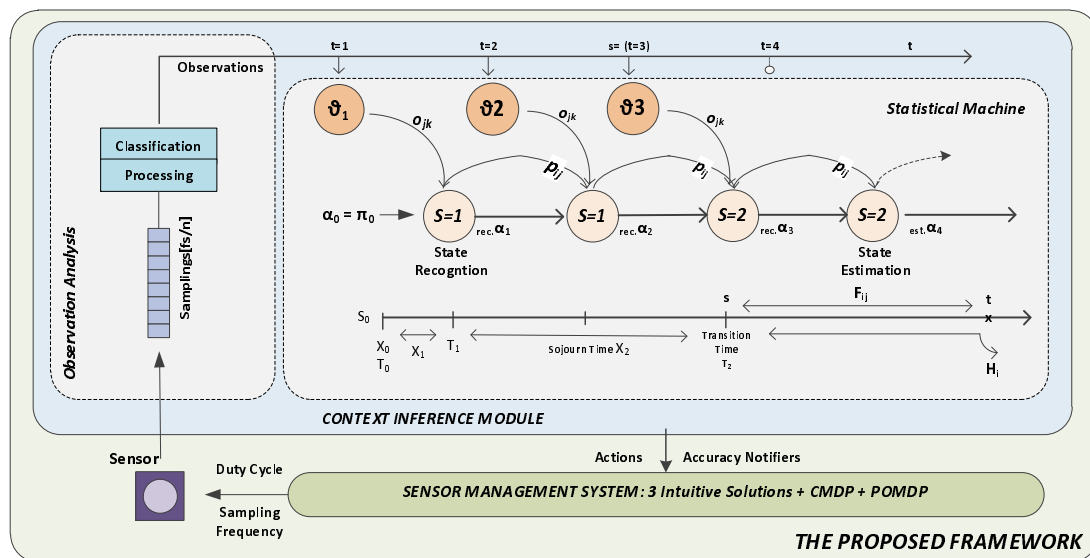 t=1
t=2
s= (t=3)
t=4
t
Observations
ϑ1
ϑ2
ϑ3
Statistical Machine
ojk
ojk
ojk
Classification
Processing
pij
pij
pij
α0 = π0
S=1
rec.α1
S=1
rec.α2
S=2
rec.α3
S=2
est.α4
State
Recogntion
State
Estimation
Samplings[fs/n]
Observation Analysis
s
Fij
t
S0
x
X0
T0
X1
T1
Sojourn Time X2
Transition
Time
T2
Hi
CONTEXT INFERENCE MODULE
Sensor
Actions
Accuracy Notifiers
Duty Cycle
Sampling
Frequency
SENSOR MANAGEMENT SYSTEM: 3 Intuitive Solutions + CMDP + POMDP
THE PROPOSED FRAMEWORK